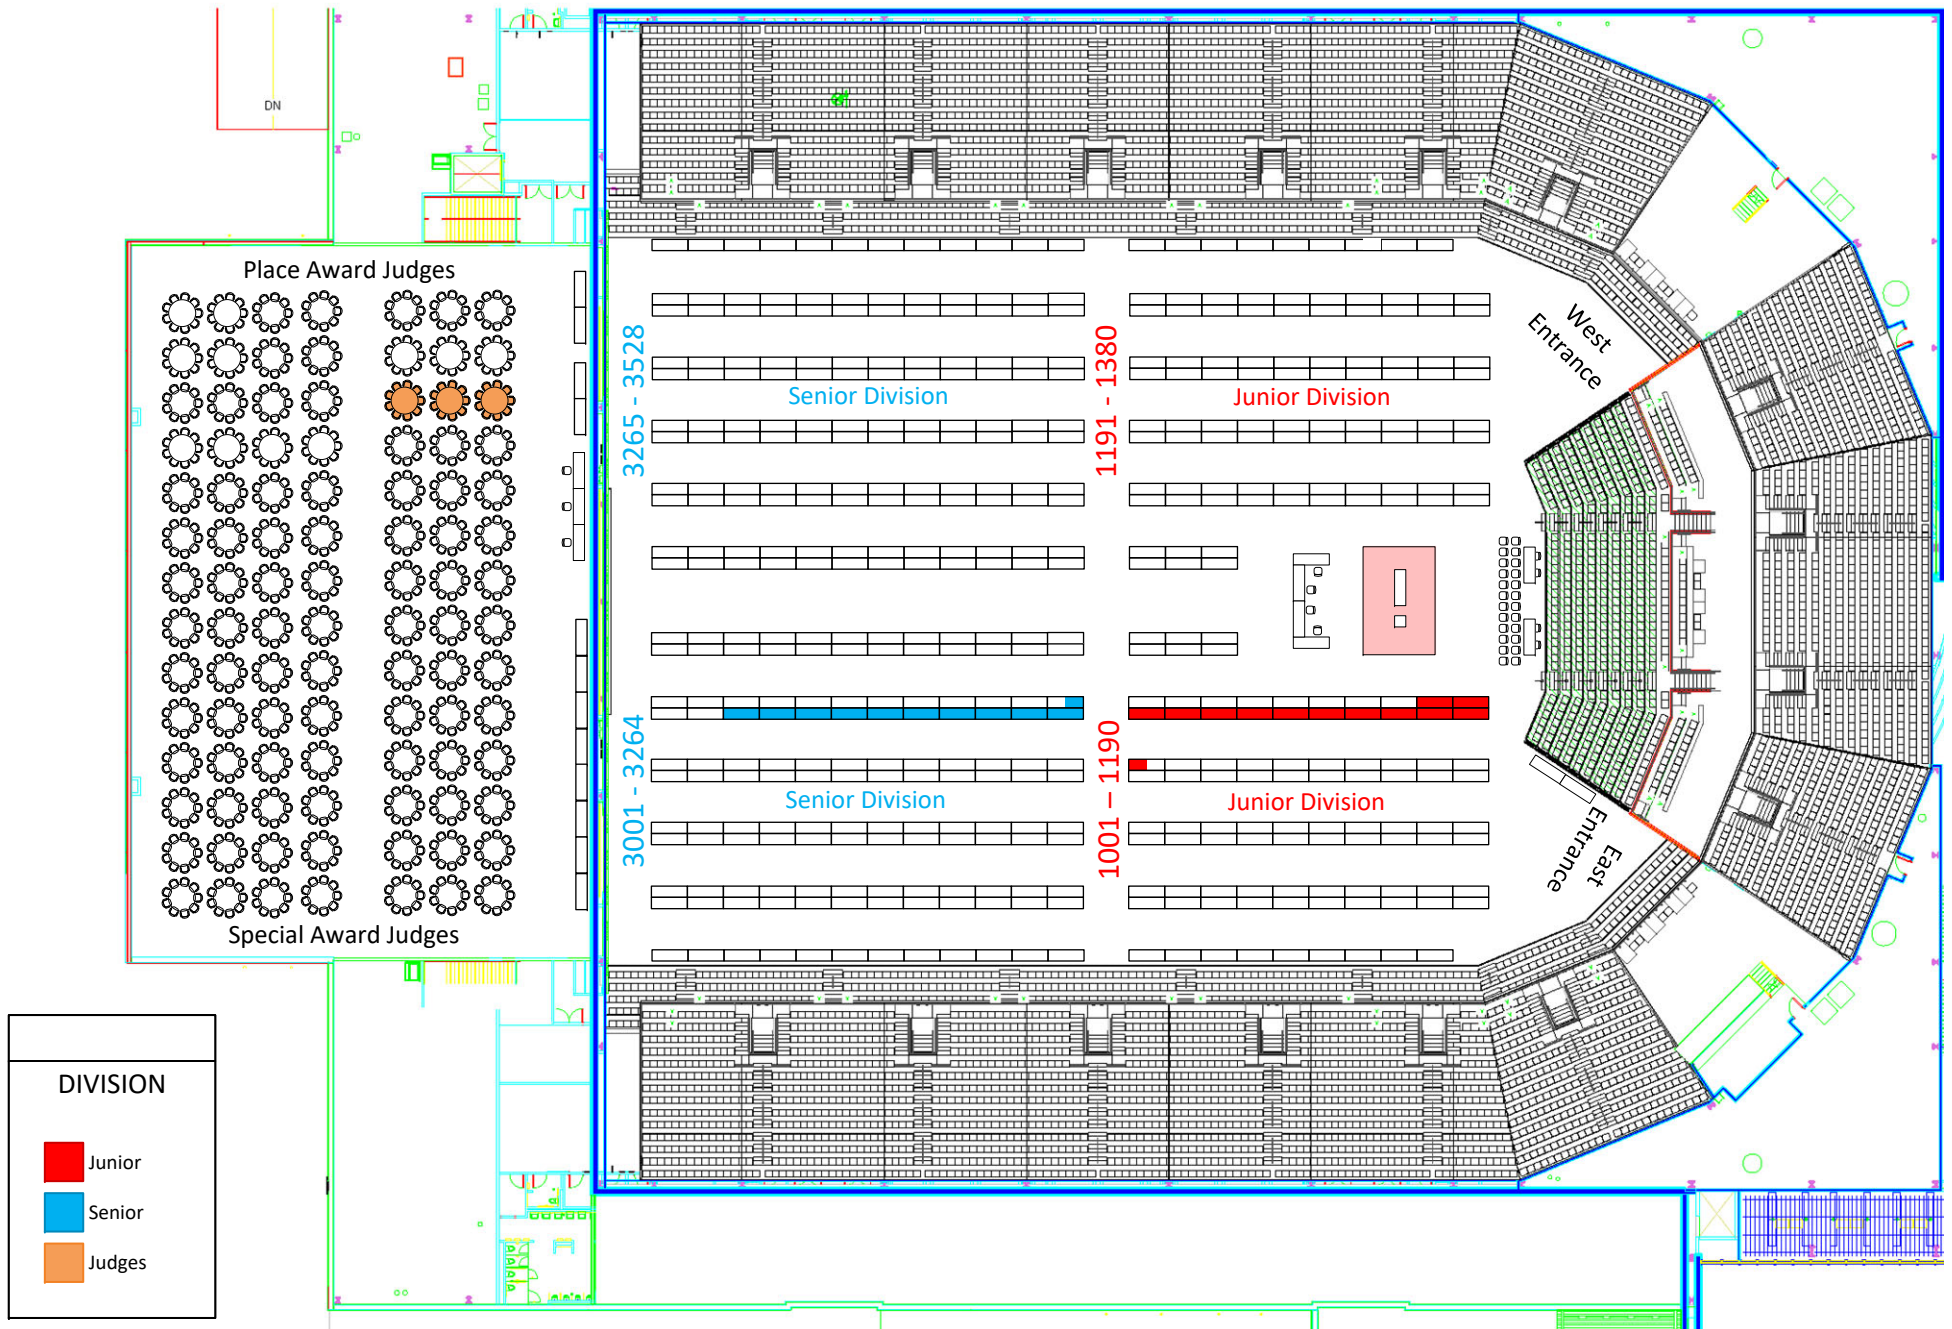 DN
Place Award Judges
3265 - 3528
Senior Division
1191 - 1380
Junior Division
West
Entrance
3001 - 3264
Senior Division
1001 – 1190
Junior Division
East
Entrance
Special Award Judges
DIVISION
Junior
Senior
Judges